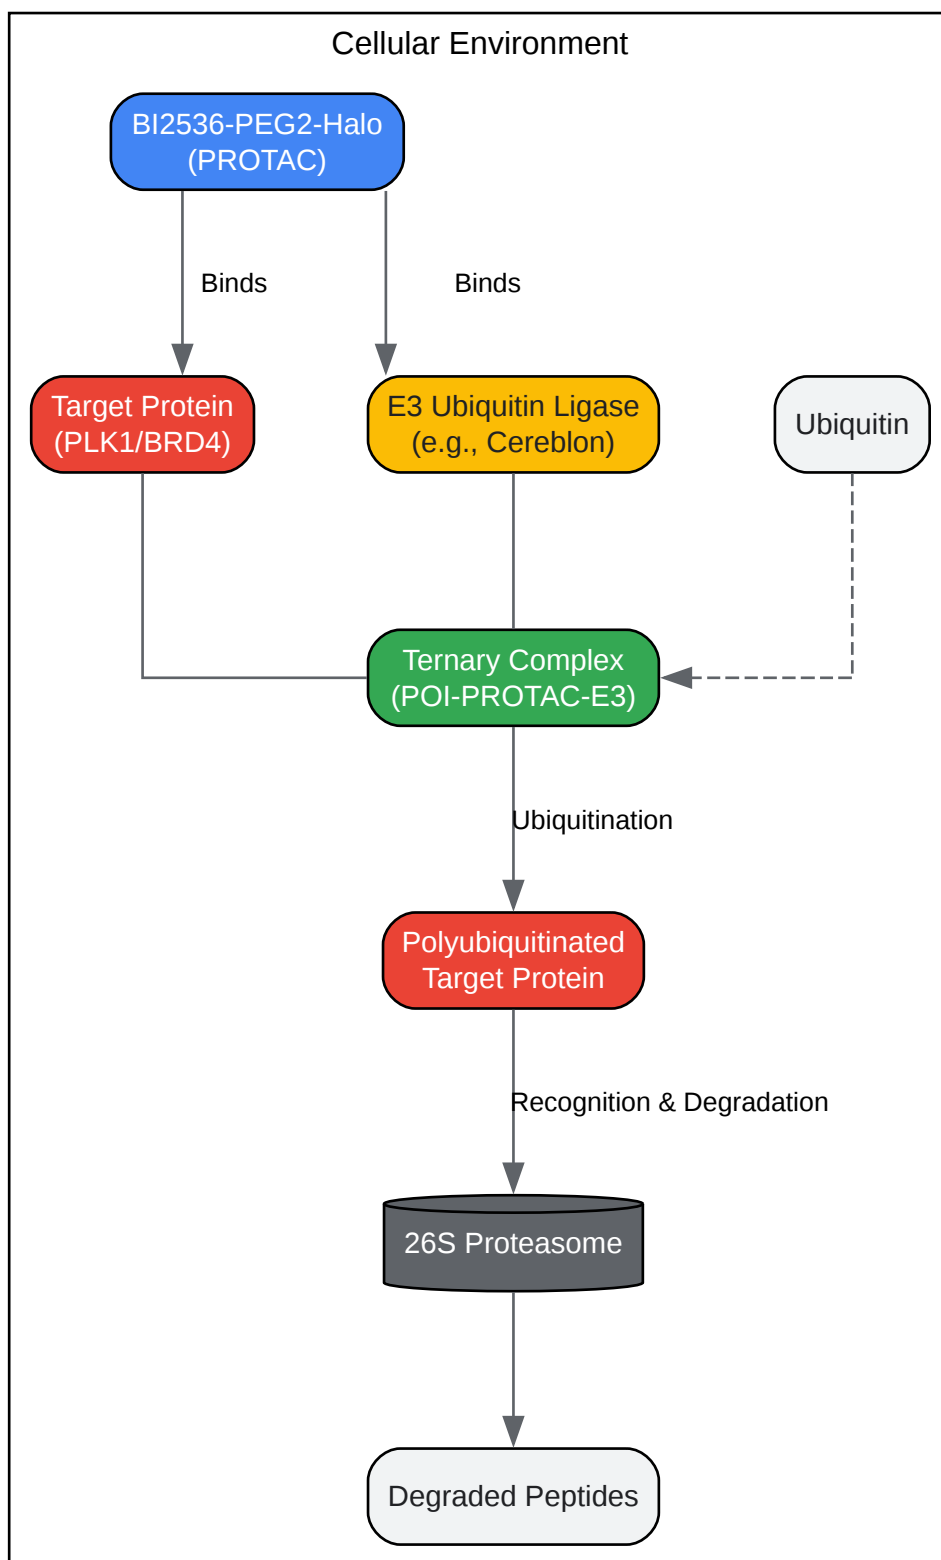 Cellular Environment
BI2536-PEG2-Halo
(PROTAC)
Binds
Binds
Target Protein
(PLK1/BRD4)
E3 Ubiquitin Ligase
(e.g., Cereblon)
Ubiquitin
Ternary Complex
(POI-PROTAC-E3)
Ubiquitination
Polyubiquitinated
Target Protein
Recognition & Degradation
26S Proteasome
Degraded Peptides